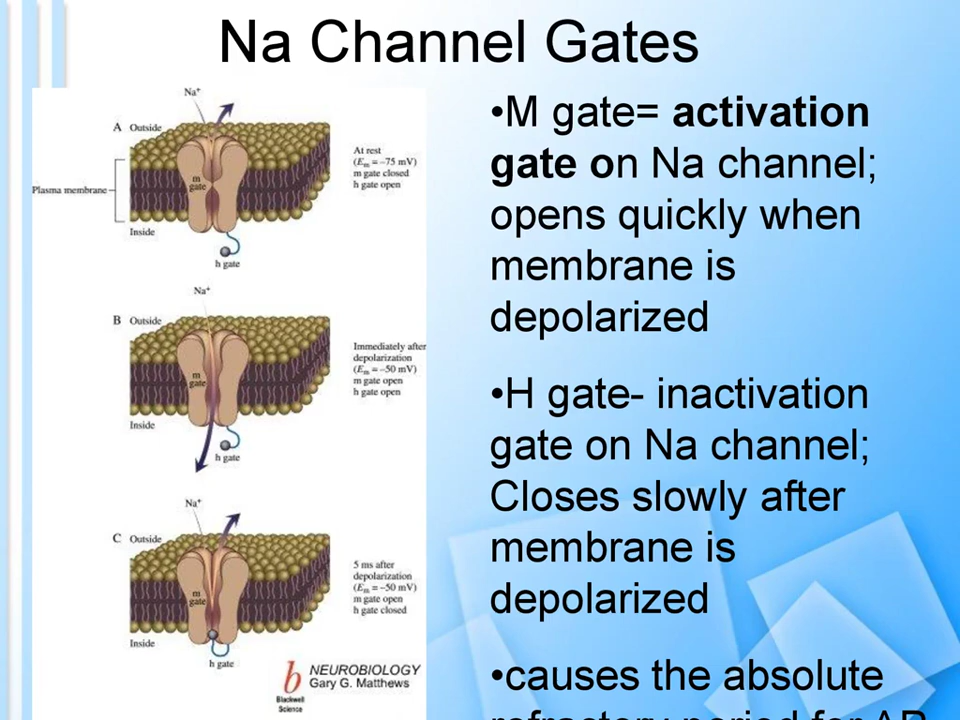 Na Channel Gates
Na⁺
A Outside
At rest
(Eₘ = –75 mV)
m gate closed
h gate open
m
gate
Plasma membrane
Inside
h gate
Na⁺
B Outside
Immediately after
depolarization
(Eₘ = –50 mV)
m gate open
h gate open
m
gate
Inside
h gate
Na⁺
C Outside
5 ms after
depolarization
(Eₘ = –50 mV)
m gate open
h gate closed
m
gate
Inside
h gate
b
Blackwell
Science
NEUROBIOLOGY
Gary G. Matthews
•M gate= activation
gate on Na channel;
opens quickly when
membrane is
depolarized
•H gate- inactivation
gate on Na channel;
Closes slowly after
membrane is
depolarized
•causes the absolute
refractory period for AP